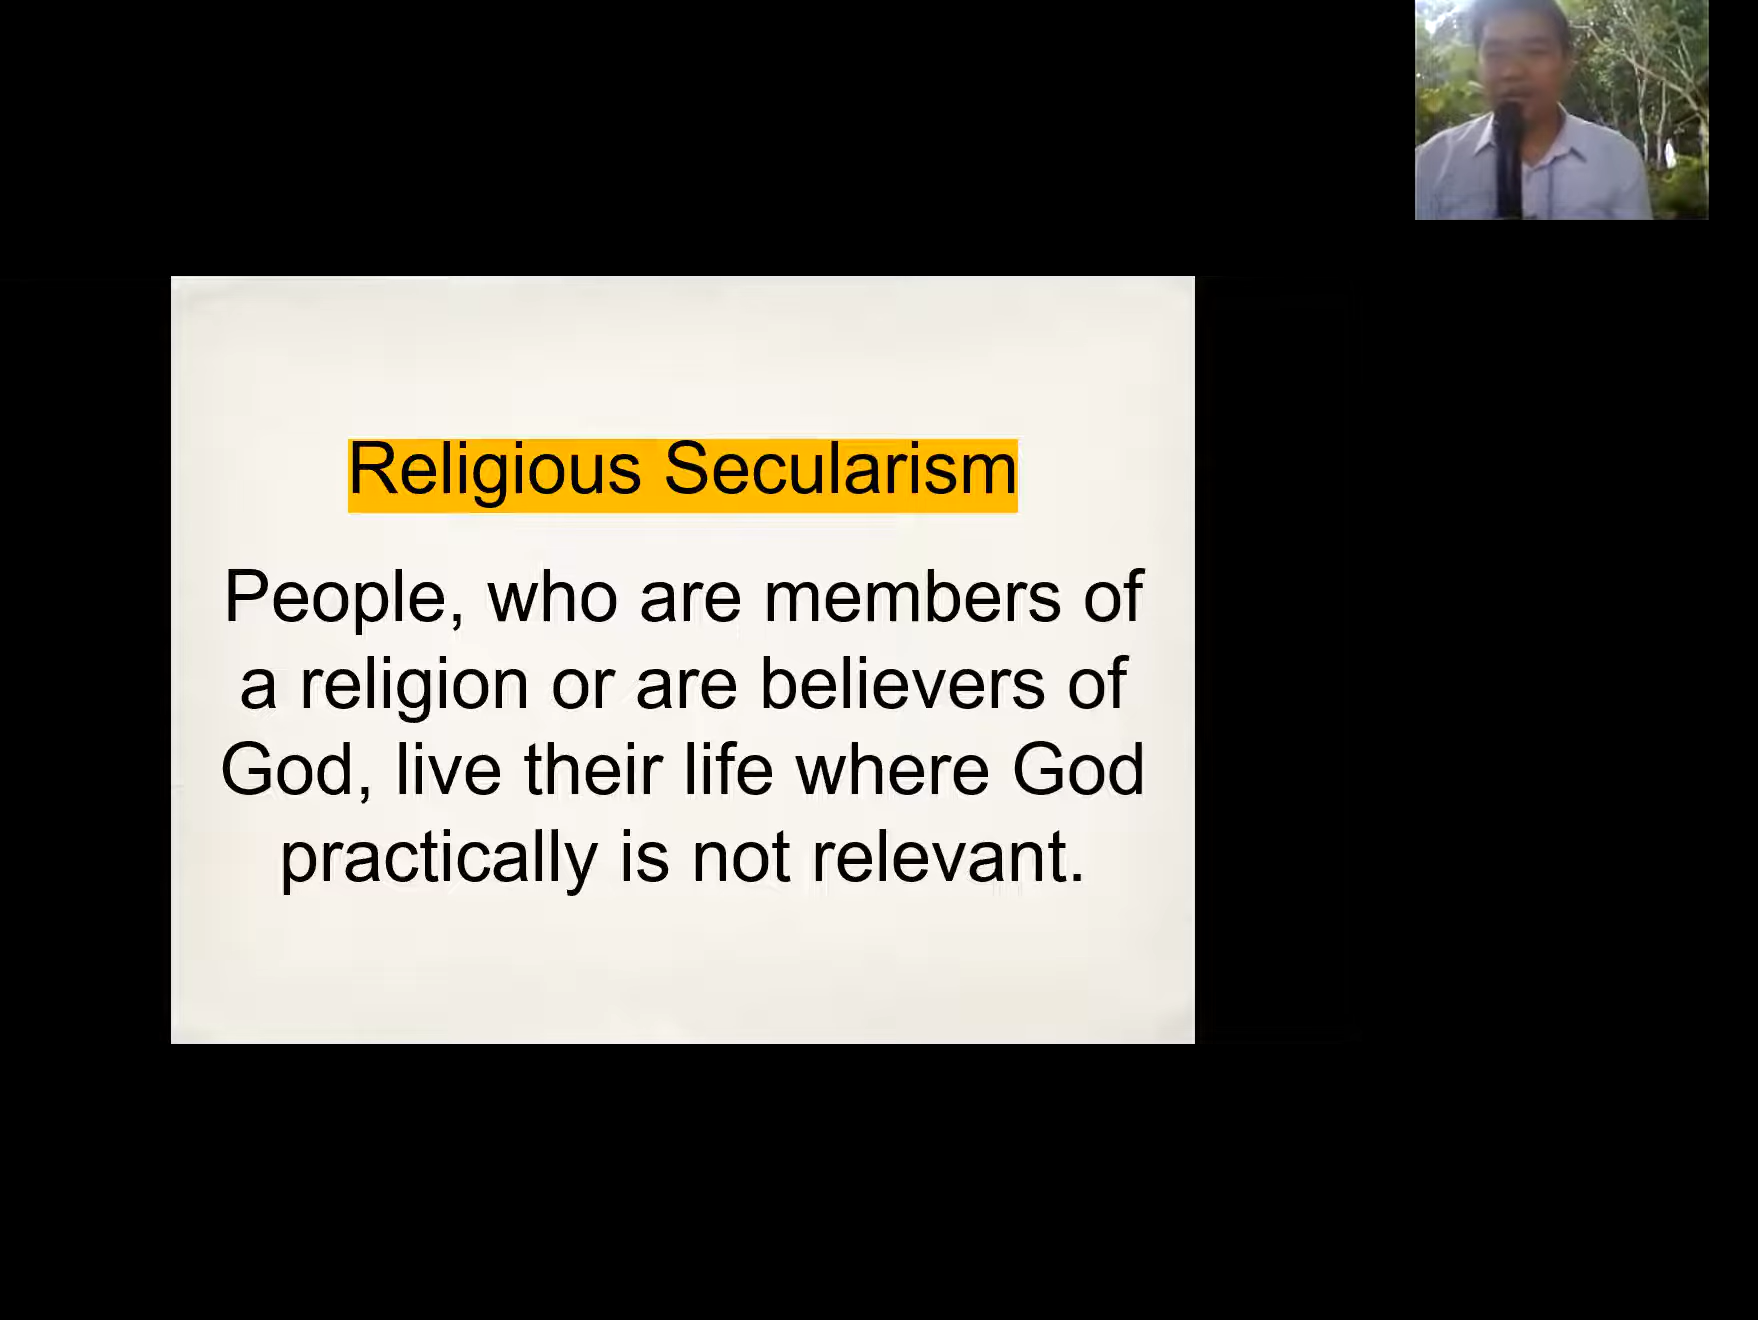 Religious Secularism
People, who are members of
a religion or are believers of
God, live their life where God
practically is not relevant.